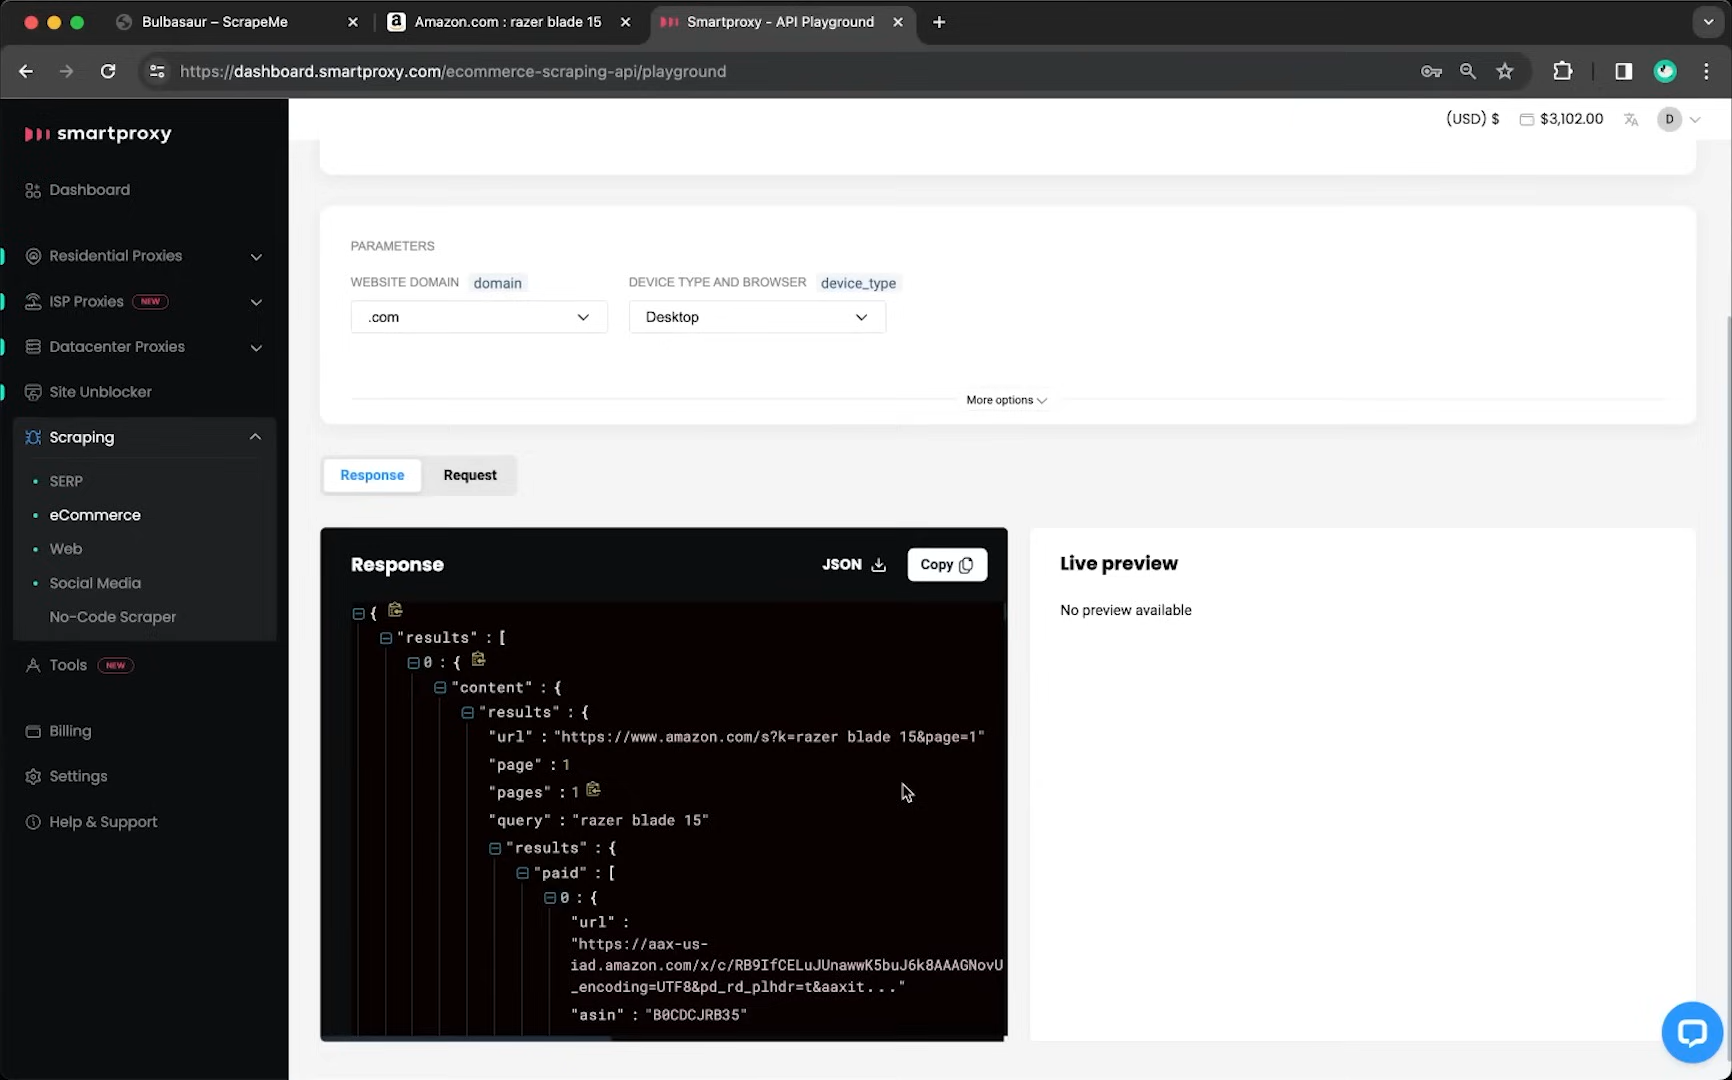 Bulbasaur – ScrapeMe
Amazon.com : razer blade 15
Smartproxy - API Playground
https://dashboard.smartproxy.com/ecommerce-scraping-api/playground
smartproxy
(USD) $
$3,102.00
D
Dashboard
Residential Proxies
ISP Proxies NEW
Datacenter Proxies
Site Unblocker
Scraping
SERP
eCommerce
Web
Social Media
No-Code Scraper
Tools NEW
Billing
Settings
Help & Support
PARAMETERS
WEBSITE DOMAIN domain
DEVICE TYPE AND BROWSER device_type
.com
Desktop
More options
Response
Request
Response
JSON
Copy
{
"results" : [
0 : {
"content" : {
"results" : {
"url" : "https://www.amazon.com/s?k=razer blade 15&page=1"
"page" : 1
"pages" : 1
"query" : "razer blade 15"
"results" : {
"paid" : [
0 : {
"url" :
"https://aax-us-
iad.amazon.com/x/c/RB9IfCELuJUnawwK5buJ6k8AAAGNovU
_encoding=UTF8&pd_rd_plhdr=t&aaxit..."
"asin" : "B0CDCJRB35"
Live preview
No preview available